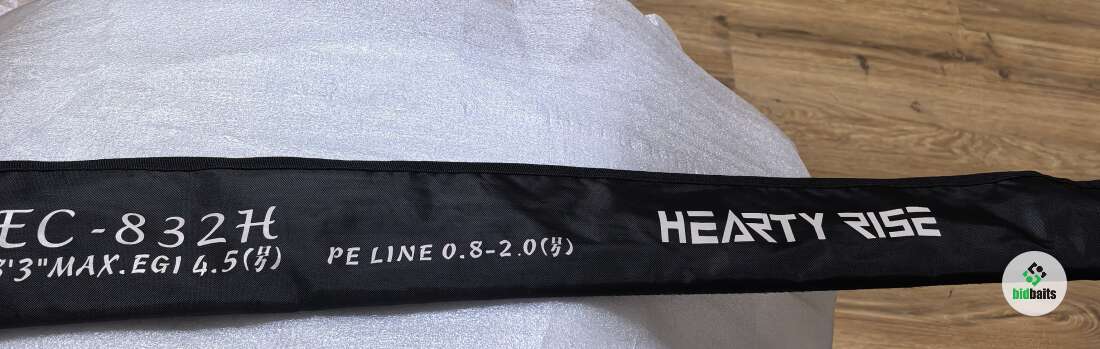 EC-832H
'3"MAX.EGI 4.5(号)
PE LINE 0.8-2.0(号)
HEARTY RISE
bidbaits